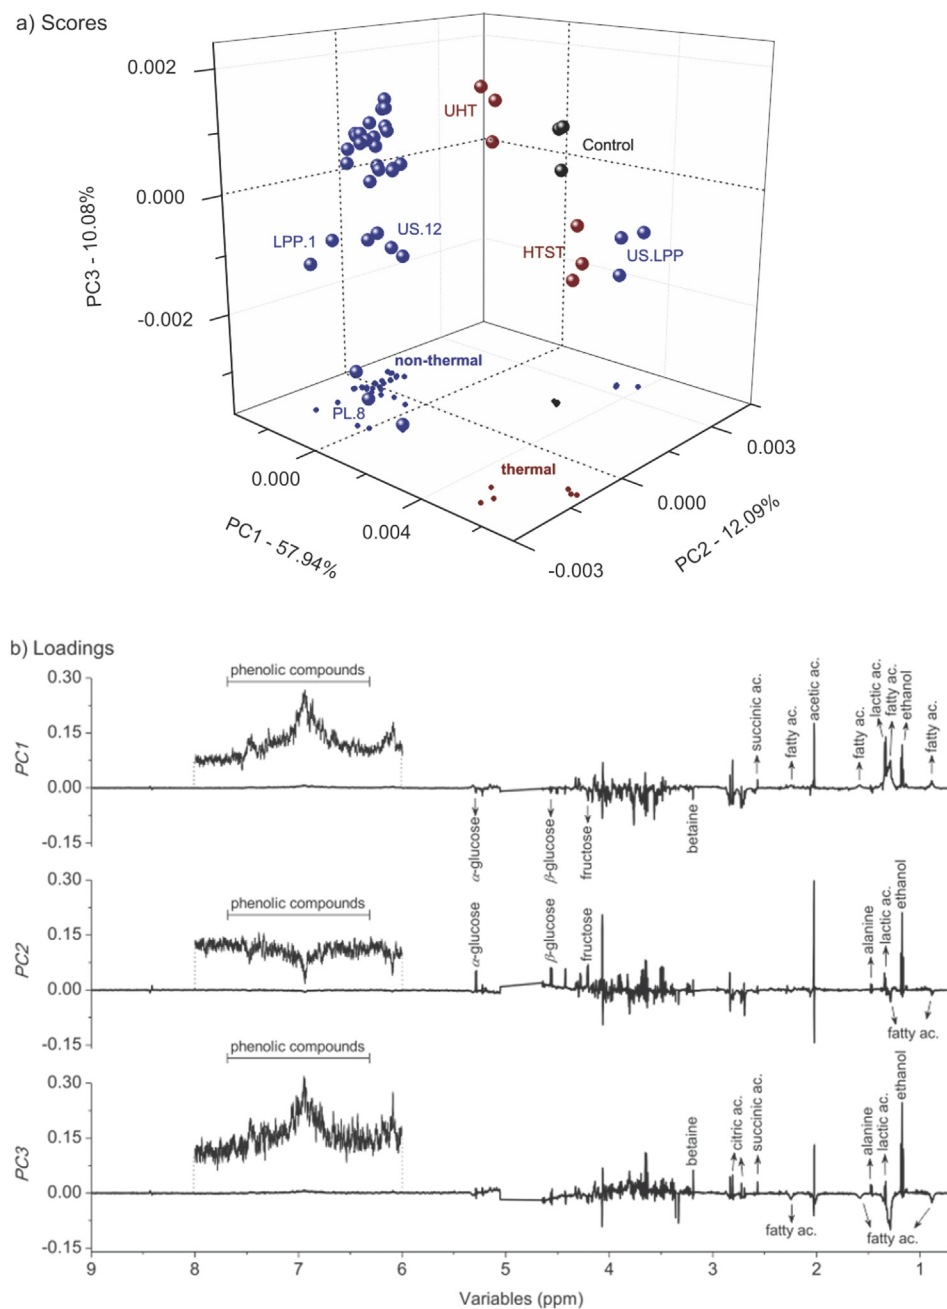 a) Scores
0.002
0.000
-0.002
PC3 - 10.08%
UHT
Control
LPP.1
US.12
HTST
US.LPP
non-thermal
PL.8
thermal
0.000
0.004
PC1 - 57.94%
0.003
0.000
-0.003
PC2 - 12.09%
b) Loadings
PC1
0.30
0.15
0.00
-0.15
phenolic compounds
α-glucose
β-glucose
fructose
betaine
succinic ac.
fatty ac.
acetic ac.
fatty ac.
lactic ac.
fatty ac.
ethanol
fatty ac.
PC2
0.30
0.15
0.00
-0.15
phenolic compounds
α-glucose
β-glucose
fructose
alanine
lactic ac.
ethanol
fatty ac.
PC3
0.30
0.15
0.00
-0.15
phenolic compounds
betaine
citric ac.
succinic ac.
alanine
lactic ac.
ethanol
fatty ac.
fatty ac.
9 8 7 6 5 4 3 2 1
Variables (ppm)